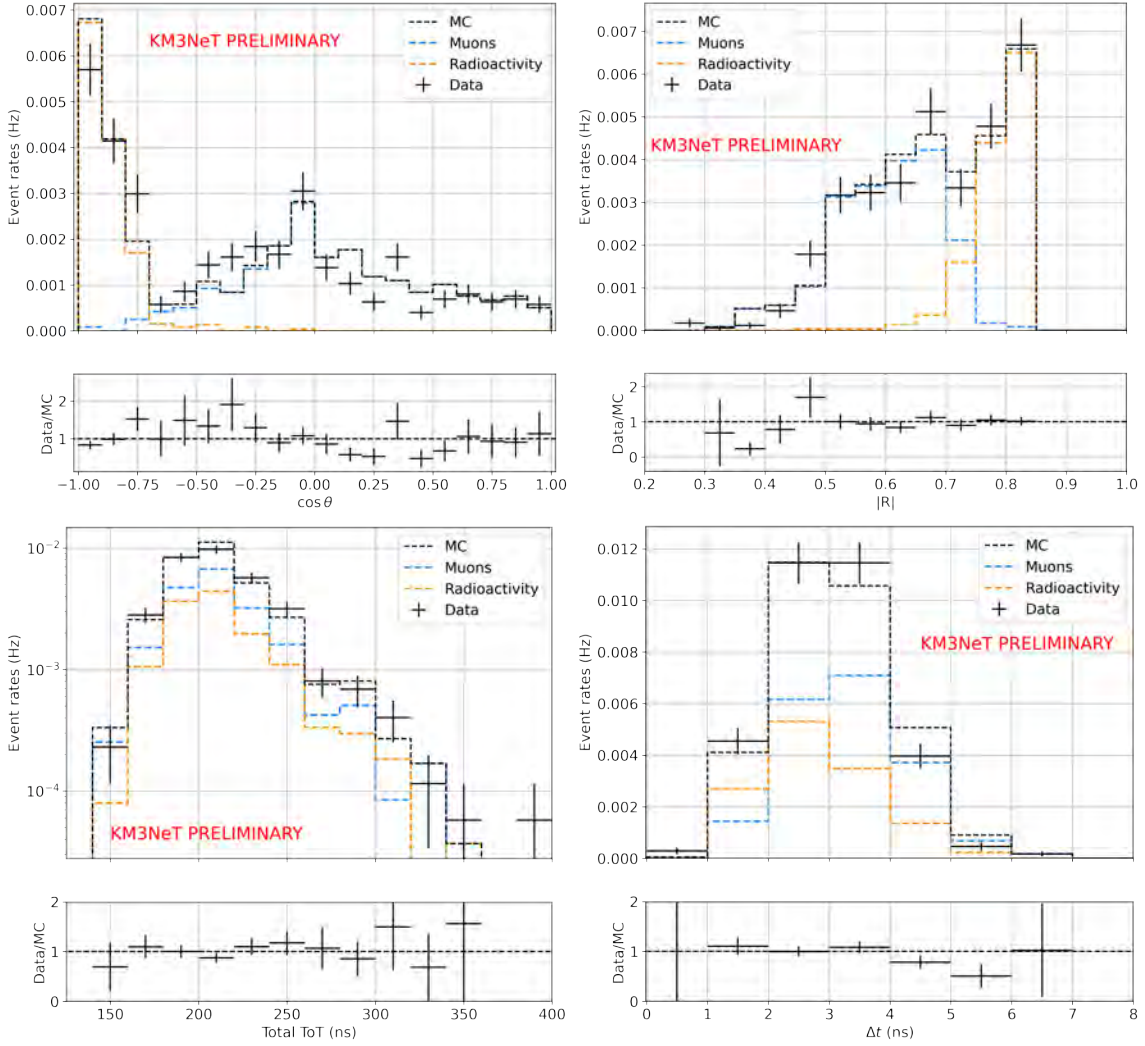 KM3NeT PRELIMINARY
MC
Muons
Radioactivity
Data
Event rates (Hz)
0.007
0.006
0.005
0.004
0.003
0.002
0.001
0.000
Data/MC
2
1
−1.00 −0.75 −0.50 −0.25 0.00 0.25 0.50 0.75 1.00
cos θ
KM3NeT PRELIMINARY
MC
Muons
Radioactivity
Data
Event rates (Hz)
0.007
0.006
0.005
0.004
0.003
0.002
0.001
0.000
Data/MC
2
1
0
0.2 0.3 0.4 0.5 0.6 0.7 0.8 0.9 1.0
|R|
MC
Muons
Radioactivity
Data
Event rates (Hz)
10⁻²
10⁻³
10⁻⁴
KM3NeT PRELIMINARY
Data/MC
2
1
0
150 200 250 300 350 400
Total ToT (ns)
MC
Muons
Radioactivity
Data
KM3NeT PRELIMINARY
Event rates (Hz)
0.012
0.010
0.008
0.006
0.004
0.002
0.000
Data/MC
2
1
0
0 1 2 3 4 5 6 7 8
Δt (ns)